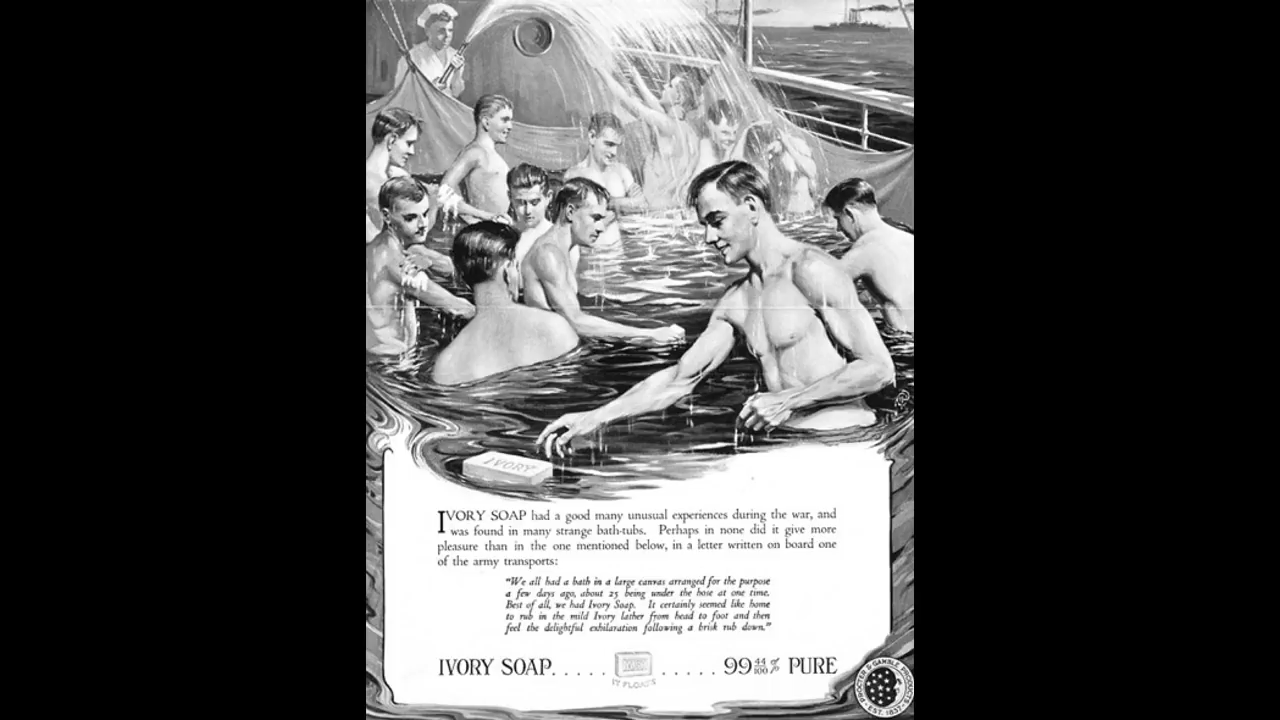 IVORY
IVORY SOAP had a good many unusual experiences during the war, and
was found in many strange bath-tubs. Perhaps in none did it give more
pleasure than in the one mentioned below, in a letter written on board one
of the army transports:
"We all had a bath in a large canvas arranged for the purpose
a few days ago, about 25 being under the hose at one time.
Best of all, we had Ivory Soap. It certainly seemed like home
to rub in the mild Ivory lather from head to foot and then
feel the delightful exhilaration following a brisk rub down."
IVORY SOAP..... ..... 99 44/100 % PURE
IT FLOATS
PROCTER & GAMBLE PRODUCTS
EST. 1837